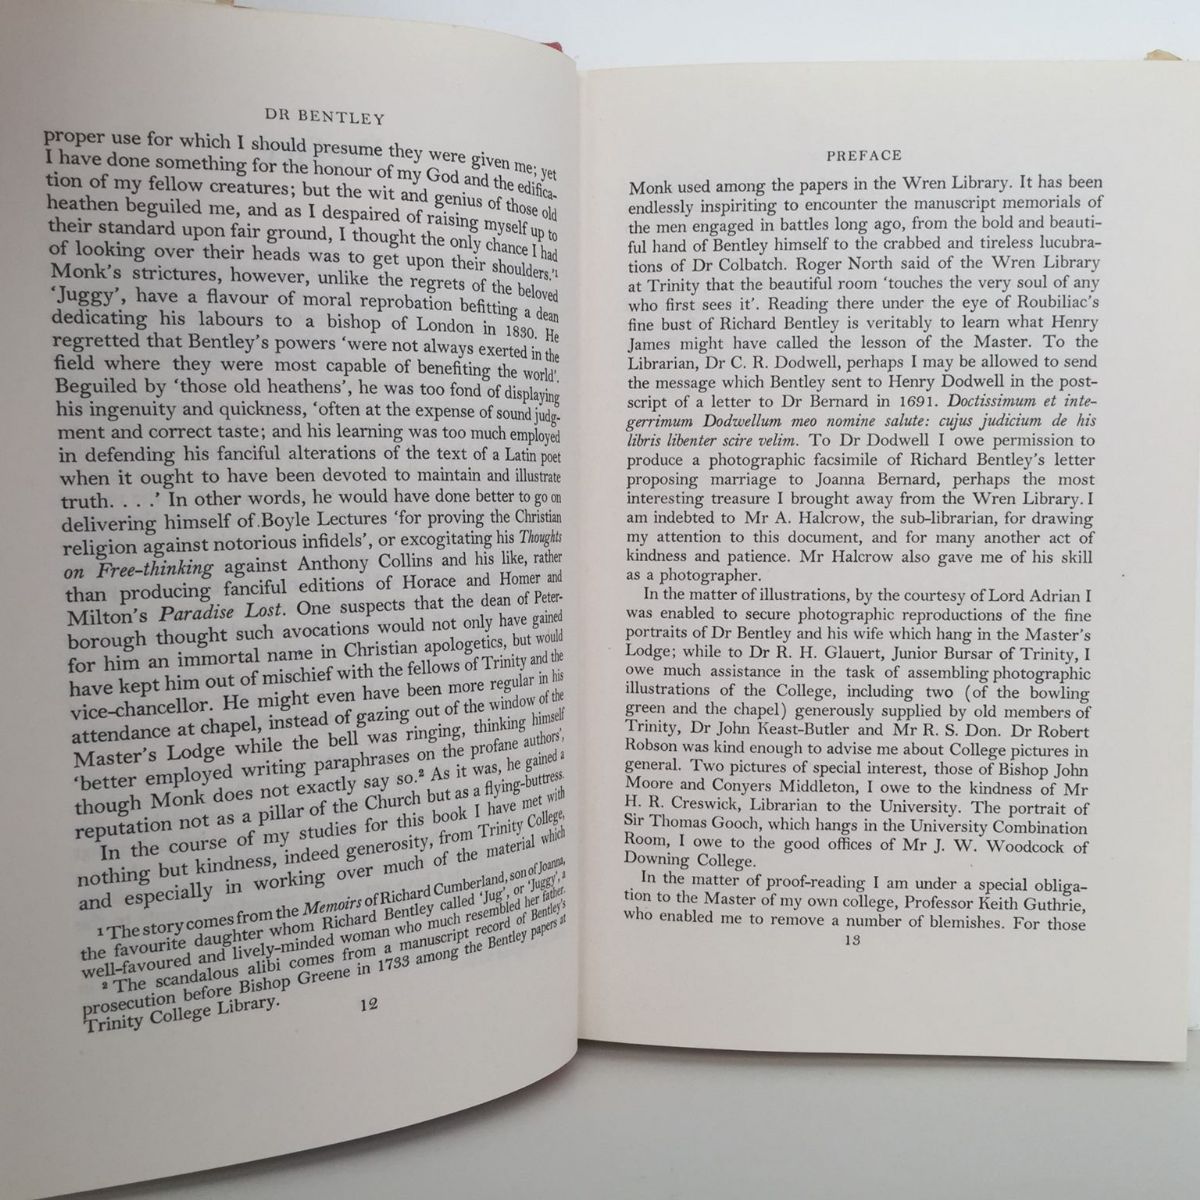 DR BENTLEY
proper use for which I should presume they were given me; yet
I have done something for the honour of my God and the edifica-
tion of my fellow creatures; but the wit and genius of those old
heathen beguiled me, and as I despaired of raising myself up to
their standard upon fair ground, I thought the only chance I had
of looking over their heads was to get upon their shoulders.'¹
Monk's strictures, however, unlike the regrets of the beloved
'Juggy', have a flavour of moral reprobation befitting a dean
dedicating his labours to a bishop of London in 1830. He
regretted that Bentley's powers 'were not always exerted in the
field where they were most capable of benefiting the world'.
Beguiled by 'those old heathens', he was too fond of displaying
his ingenuity and quickness, 'often at the expense of sound judg-
ment and correct taste; and his learning was too much employed
in defending his fanciful alterations of the text of a Latin poet
when it ought to have been devoted to maintain and illustrate
truth. . . .' In other words, he would have done better to go on
delivering himself of Boyle Lectures 'for proving the Christian
religion against notorious infidels', or excogitating his Thoughts
on Free-thinking against Anthony Collins and his like, rather
than producing fanciful editions of Horace and Homer and
Milton's Paradise Lost. One suspects that the dean of Peter-
borough thought such avocations would not only have gained
for him an immortal name in Christian apologetics, but would
have kept him out of mischief with the fellows of Trinity and the
vice-chancellor. He might even have been more regular in his
attendance at chapel, instead of gazing out of the window of the
Master's Lodge while the bell was ringing, thinking himself
'better employed writing paraphrases on the profane authors',
though Monk does not exactly say so.² As it was, he gained a
reputation not as a pillar of the Church but as a flying-buttress.
In the course of my studies for this book I have met with
nothing but kindness, indeed generosity, from Trinity College,
and especially in working over much of the material which
¹ The story comes from the Memoirs of Richard Cumberland, son of Joanna,
the favourite daughter whom Richard Bentley called 'Jug', or 'Juggy', a
well-favoured and lively-minded woman who much resembled her father.
² The scandalous alibi comes from a manuscript record of Bentley's
prosecution before Bishop Greene in 1733 among the Bentley papers at
Trinity College Library.
12
PREFACE
Monk used among the papers in the Wren Library. It has been
endlessly inspiriting to encounter the manuscript memorials of
the men engaged in battles long ago, from the bold and beauti-
ful hand of Bentley himself to the crabbed and tireless lucubra-
tions of Dr Colbatch. Roger North said of the Wren Library
at Trinity that the beautiful room 'touches the very soul of any
who first sees it'. Reading there under the eye of Roubiliac's
fine bust of Richard Bentley is veritably to learn what Henry
James might have called the lesson of the Master. To the
Librarian, Dr C. R. Dodwell, perhaps I may be allowed to send
the message which Bentley sent to Henry Dodwell in the post-
script of a letter to Dr Bernard in 1691. Doctissimum et inte-
gerrimum Dodwellum meo nomine salute: cujus judicium de his
libris libenter scire velim. To Dr Dodwell I owe permission to
produce a photographic facsimile of Richard Bentley's letter
proposing marriage to Joanna Bernard, perhaps the most
interesting treasure I brought away from the Wren Library. I
am indebted to Mr A. Halcrow, the sub-librarian, for drawing
my attention to this document, and for many another act of
kindness and patience. Mr Halcrow also gave me of his skill
as a photographer.
In the matter of illustrations, by the courtesy of Lord Adrian I
was enabled to secure photographic reproductions of the fine
portraits of Dr Bentley and his wife which hang in the Master's
Lodge; while to Dr R. H. Glauert, Junior Bursar of Trinity, I
owe much assistance in the task of assembling photographic
illustrations of the College, including two (of the bowling
green and the chapel) generously supplied by old members of
Trinity, Dr John Keast-Butler and Mr R. S. Don. Dr Robert
Robson was kind enough to advise me about College pictures in
general. Two pictures of special interest, those of Bishop John
Moore and Conyers Middleton, I owe to the kindness of Mr
H. R. Creswick, Librarian to the University. The portrait of
Sir Thomas Gooch, which hangs in the University Combination
Room, I owe to the good offices of Mr J. W. Woodcock of
Downing College.
In the matter of proof-reading I am under a special obliga-
tion to the Master of my own college, Professor Keith Guthrie,
who enabled me to remove a number of blemishes. For those
13